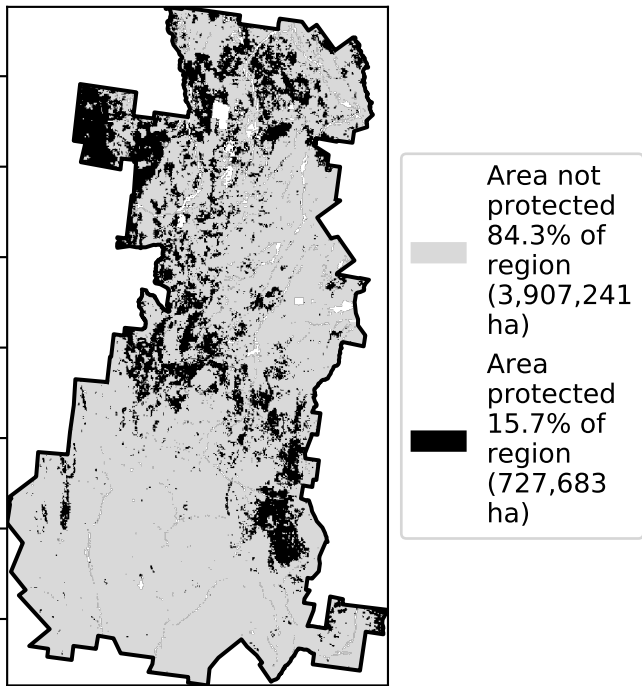 Area not
protected
84.3% of
region
(3,907,241
ha)
Area
protected
15.7% of
region
(727,683
ha)